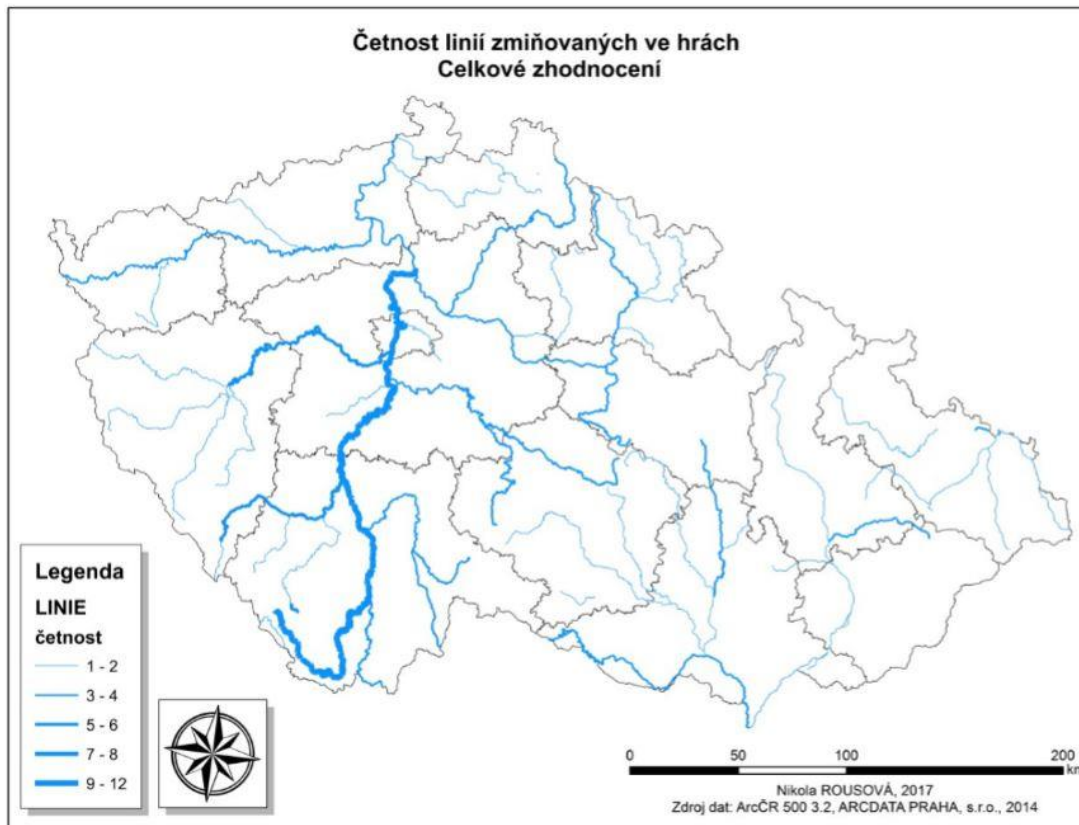 Četnost linií zmiňovaných ve hrách
Celkové zhodnocení
Legenda
LINIE
četnost
1 - 2
3 - 4
5 - 6
7 - 8
9 - 12
0 50 100 200
km
Nikola ROUSOVÁ, 2017
Zdroj dat: ArcČR 500 3.2, ARCDATA PRAHA, s.r.o., 2014